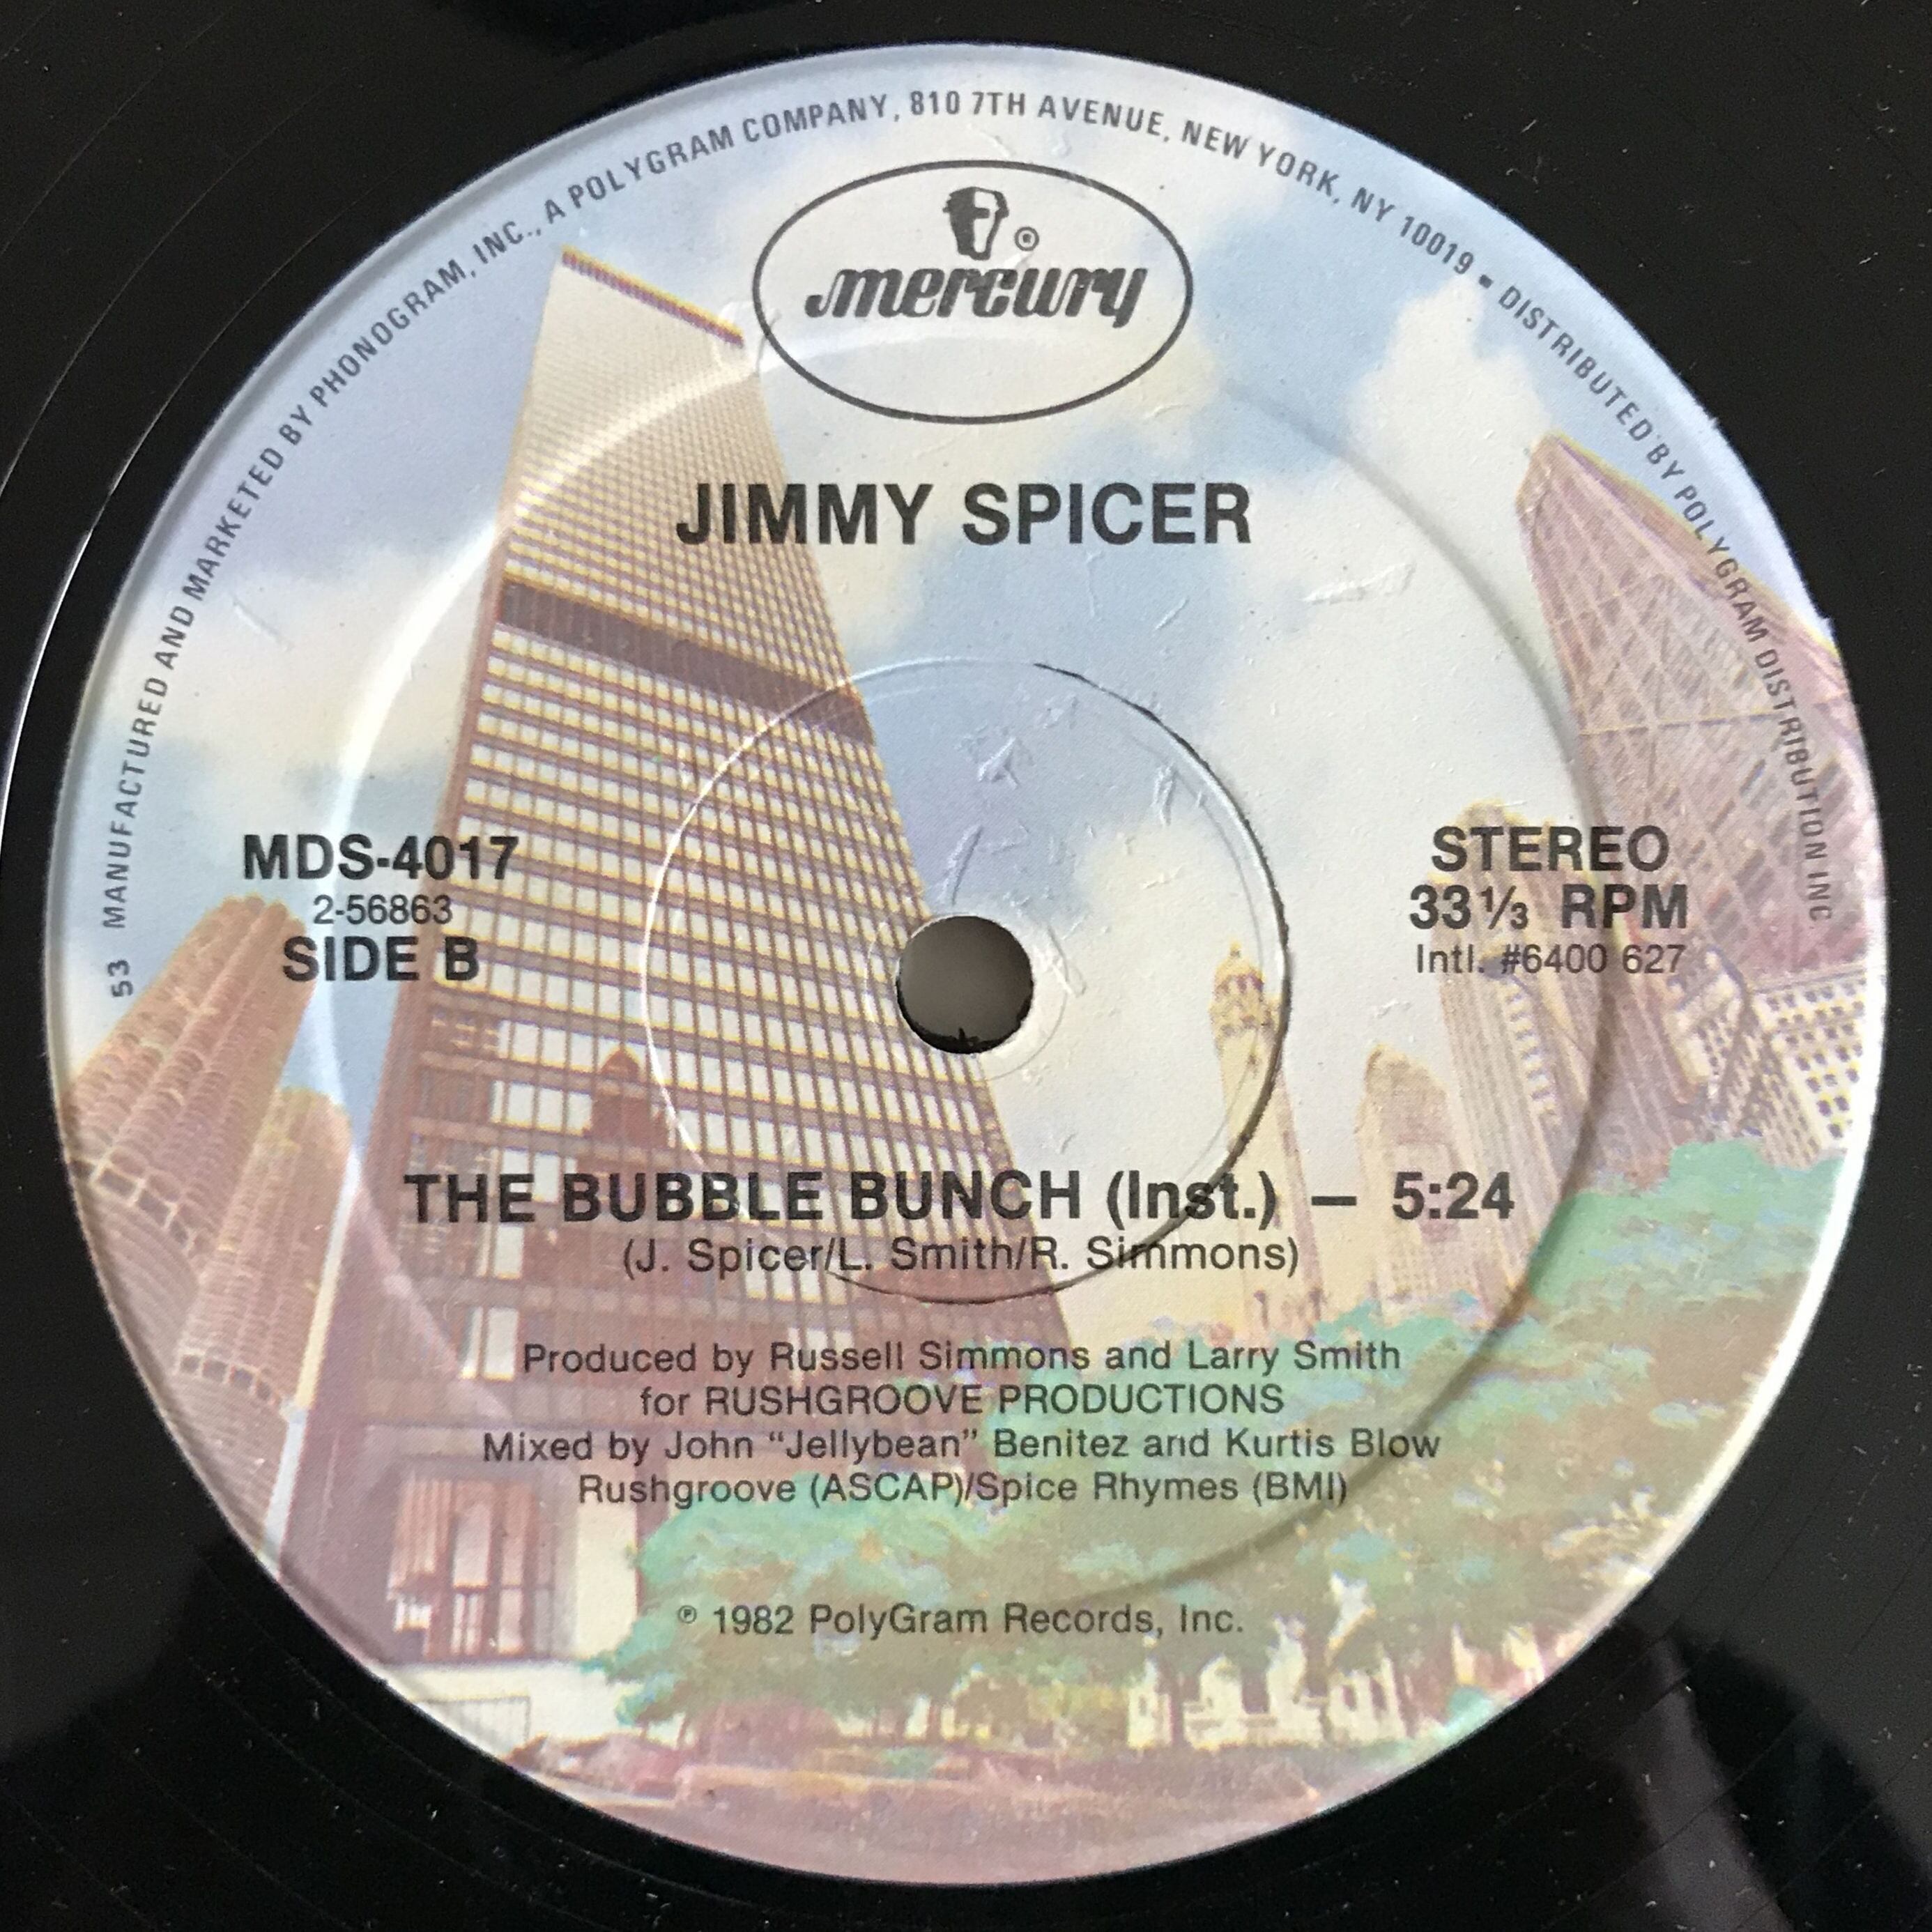 53 MANUFACTURED AND MARKETED BY PHONOGRAM, INC., A POLYGRAM COMPANY, 810 7TH AVENUE, NEW YORK, NY 10019 ▪ DISTRIBUTED BY POLYGRAM DISTRIBUTION INC
®
mercury
JIMMY SPICER
MDS-4017
2-56863
SIDE B
STEREO
33⅓ RPM
Intl. #6400 627
THE BUBBLE BUNCH (Inst.) — 5:24
(J. Spicer/L. Smith/R. Simmons)
Produced by Russell Simmons and Larry Smith
for RUSHGROOVE PRODUCTIONS
Mixed by John “Jellybean” Benitez and Kurtis Blow
Rushgroove (ASCAP)/Spice Rhymes (BMI)
℗ 1982 PolyGram Records, Inc.